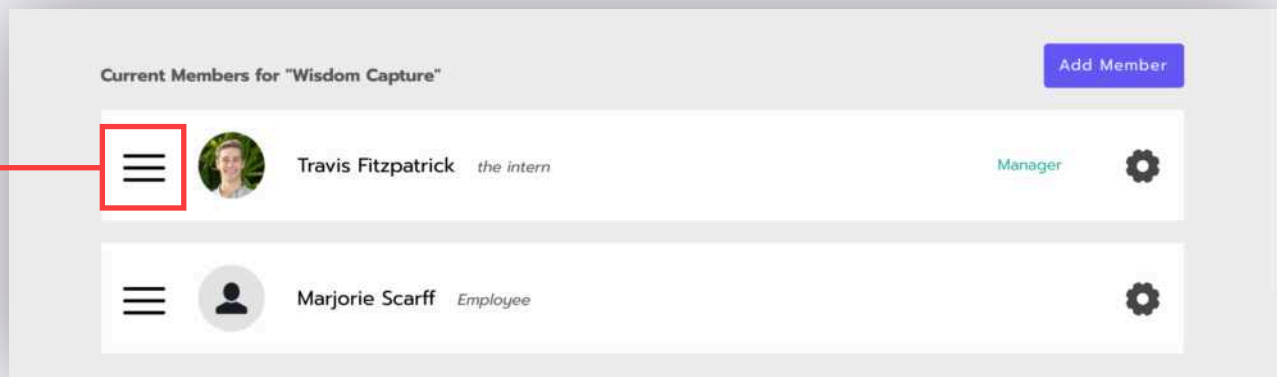 Current Members for "Wisdom Capture"
Add Member
Travis Fitzpatrick the intern Manager
Marjorie Scarff Employee